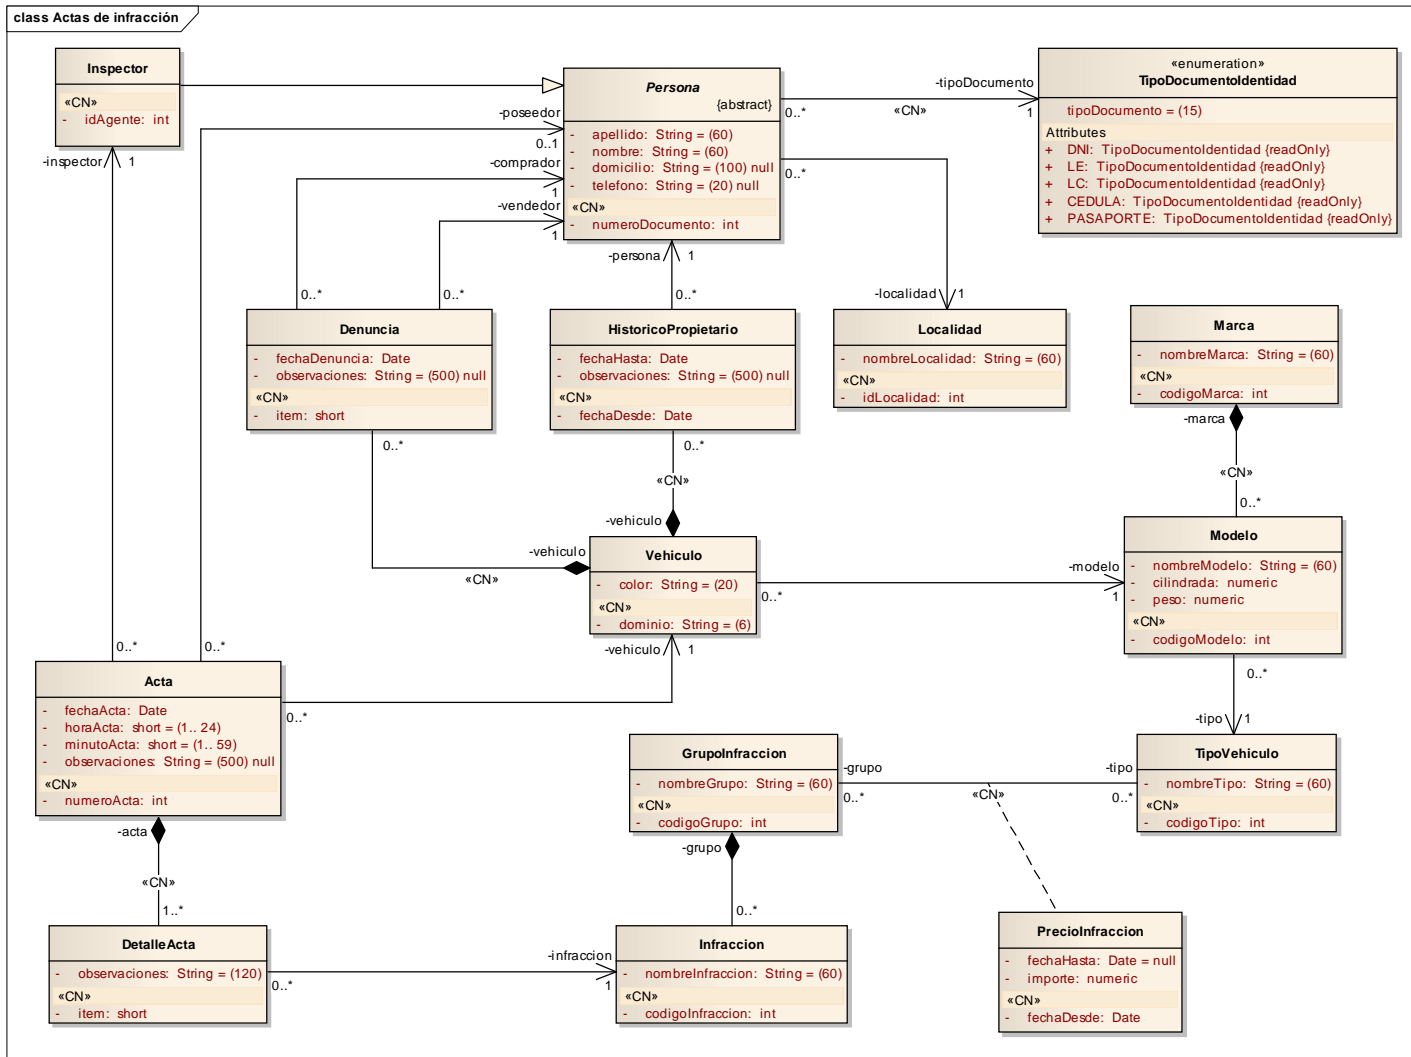 class Actas de infracción
Inspector
«CN»
- idAgente: int
-inspector
1
Persona
{abstract}
- apellido: String = (60)
- nombre: String = (60)
- domicilio: String = (100) null
- telefono: String = (20) null
«CN»
- numeroDocumento: int
-poseedor
0..1
-comprador
1
-vendedor
1
0..*
«CN»
-tipoDocumento
1
0..*
«enumeration»
TipoDocumentoIdentidad
tipoDocumento = (15)
Attributes
+ DNI: TipoDocumentoIdentidad {readOnly}
+ LE: TipoDocumentoIdentidad {readOnly}
+ LC: TipoDocumentoIdentidad {readOnly}
+ CEDULA: TipoDocumentoIdentidad {readOnly}
+ PASAPORTE: TipoDocumentoIdentidad {readOnly}
-persona
1
0..*
0..*
0..*
-localidad
1
Denuncia
- fechaDenuncia: Date
- observaciones: String = (500) null
«CN»
- item: short
0..*
HistoricoPropietario
- fechaHasta: Date
- observaciones: String = (500) null
«CN»
- fechaDesde: Date
0..*
«CN»
Localidad
- nombreLocalidad: String = (60)
«CN»
- idLocalidad: int
Marca
- nombreMarca: String = (60)
«CN»
- codigoMarca: int
-marca
«CN»
0..*
-vehiculo
-vehiculo
«CN»
Vehiculo
- color: String = (20)
«CN»
- dominio: String = (6)
0..*
-modelo
1
-vehiculo
1
Modelo
- nombreModelo: String = (60)
- cilindrada: numeric
- peso: numeric
«CN»
- codigoModelo: int
0..*
-tipo
1
0..*
0..*
Acta
- fechaActa: Date
- horaActa: short = (1.. 24)
- minutoActa: short = (1.. 59)
- observaciones: String = (500) null
«CN»
- numeroActa: int
0..*
-acta
«CN»
1..*
GrupoInfraccion
- nombreGrupo: String = (60)
«CN»
- codigoGrupo: int
-grupo
0..*
«CN»
-tipo
0..*
TipoVehiculo
- nombreTipo: String = (60)
«CN»
- codigoTipo: int
-grupo
0..*
DetalleActa
- observaciones: String = (120)
«CN»
- item: short
0..*
-infraccion
1
Infraccion
- nombreInfraccion: String = (60)
«CN»
- codigoInfraccion: int
PrecioInfraccion
- fechaHasta: Date = null
- importe: numeric
«CN»
- fechaDesde: Date